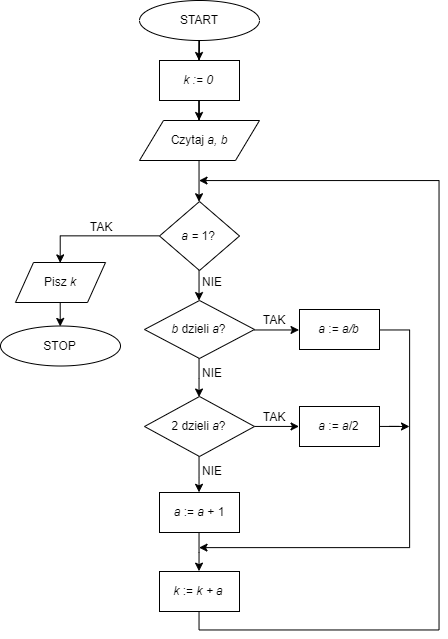 START
k := 0
Czytaj a, b
a = 1?
TAK
NIE
Pisz k
STOP
b dzieli a?
TAK
a := a/b
NIE
2 dzieli a?
TAK
a := a/2
NIE
a := a + 1
k := k + a